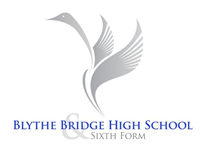 BLYTHE BRIDGE HIGH SCHOOL
& SIXTH FORM